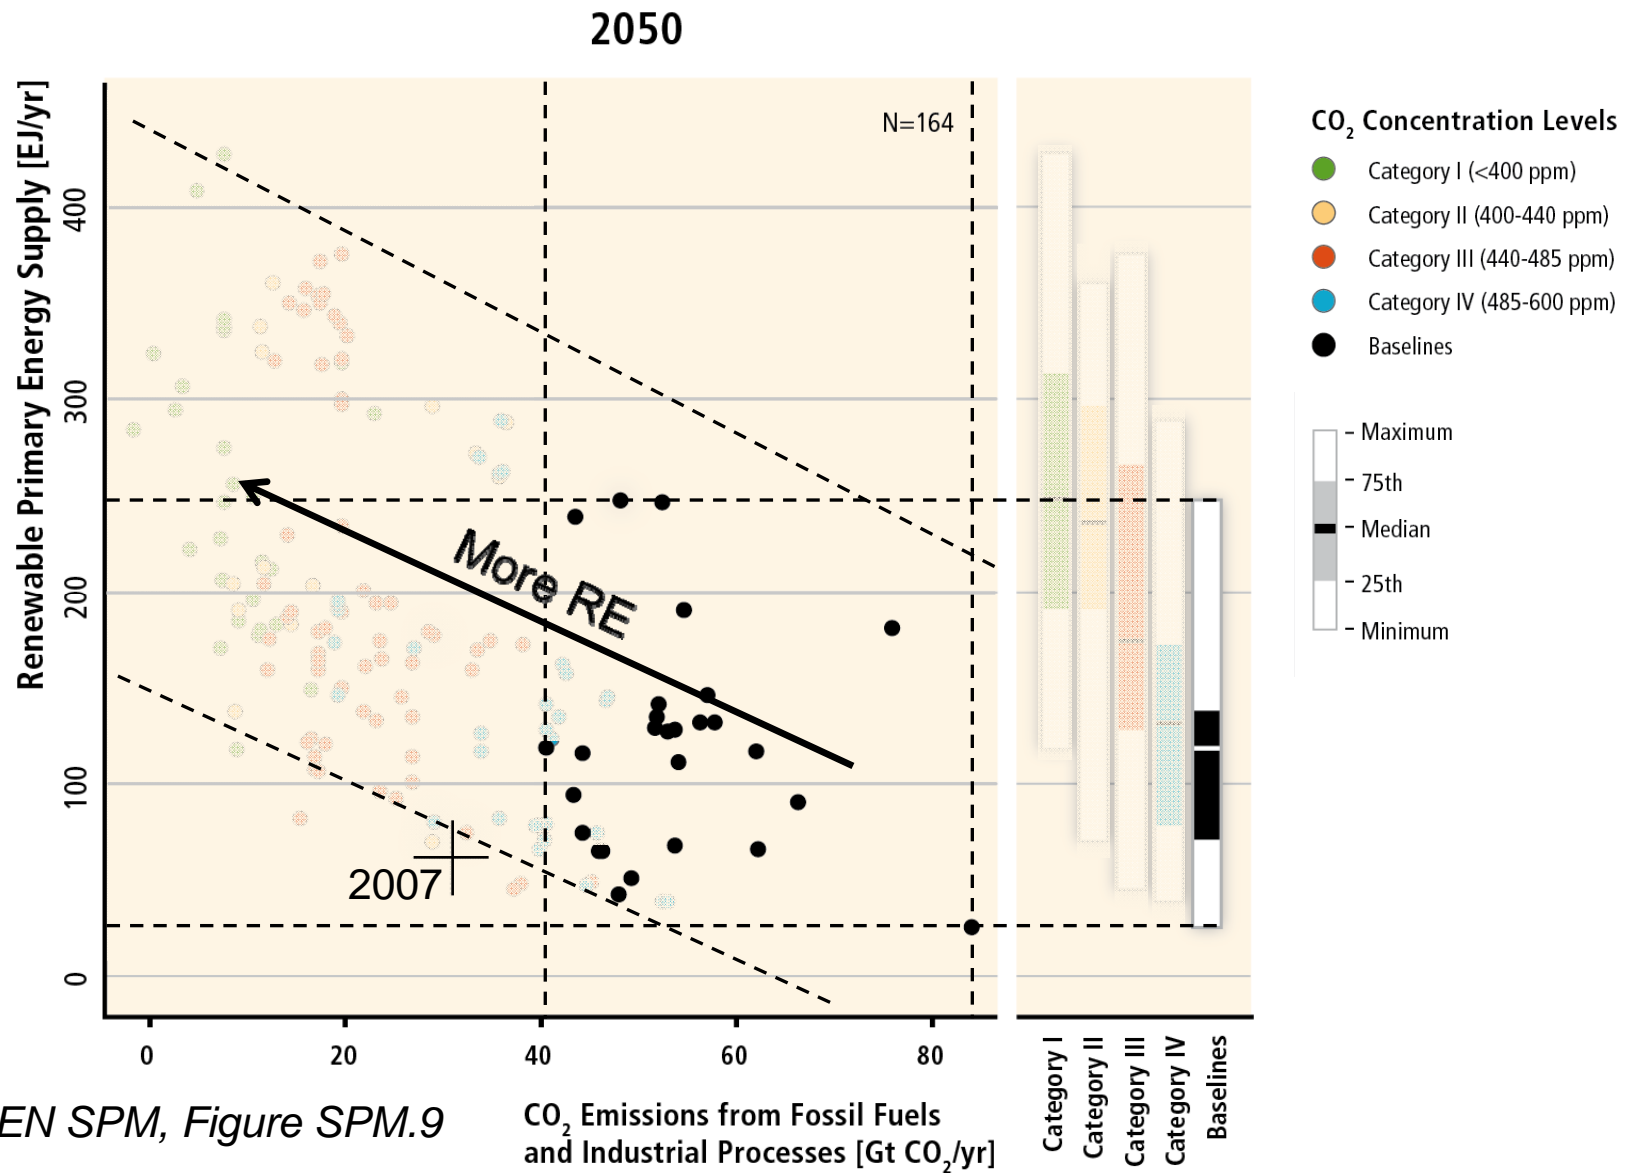 2050
Renewable Primary Energy Supply [EJ/yr]
400
300
200
100
0
N=164
More RE
2007
0 20 40 60 80
CO2 Emissions from Fossil Fuels
and Industrial Processes [Gt CO2/yr]
Category I
Category II
Category III
Category IV
Baselines
CO2 Concentration Levels
Category I (<400 ppm)
Category II (400-440 ppm)
Category III (440-485 ppm)
Category IV (485-600 ppm)
Baselines
Maximum
75th
Median
25th
Minimum
EN SPM, Figure SPM.9